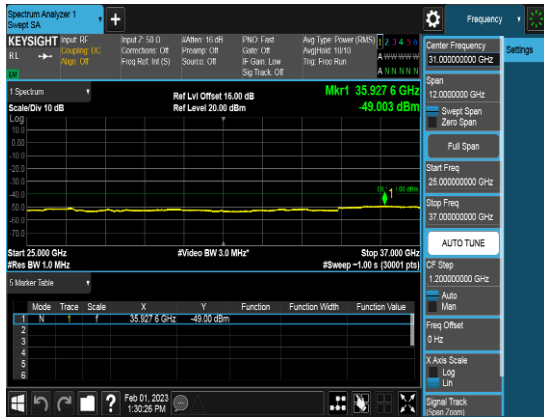 Spectrum Analyzer 1
Swept SA
+
Frequency
KEYSIGHT
RL
Input: RF
Coupling: DC
Align: Off
Input Z: 50 Ω
Corrections: Off
Freq Ref: Int (S)
#Atten: 16 dB
Preamp: Off
Source: Off
PNO: Fast
Gate: Off
IF Gain: Low
Sig Track: Off
Avg Type: Power (RMS)
Avg|Hold: 10/10
Trig: Free Run
1 2 3 4 5 6
A W W W W W
A N N N N N
1 Spectrum
Scale/Div 10 dB
Ref Lvl Offset 16.00 dB
Ref Level 20.00 dBm
Mkr1 35.927 6 GHz
-49.003 dBm
Log
10.0
0.00
-10.0
-20.0
-30.0
-40.0
-50.0
-60.0
-70.0
1
Start 25.000 GHz
#Res BW 1.0 MHz
#Video BW 3.0 MHz*
Stop 37.000 GHz
#Sweep ~1.00 s (30001 pts)
5 Marker Table
Mode Trace Scale X Y Function Function Width Function Value
1 N 1 f 35.927 6 GHz -49.00 dBm
2
3
4
5
6
Feb 01, 2023
1:30:26 PM
Center Frequency
31.000000000 GHz
Settings
Span
12.0000000 GHz
Swept Span
Zero Span
Full Span
Start Freq
25.000000000 GHz
Stop Freq
37.000000000 GHz
AUTO TUNE
CF Step
1.200000000 GHz
Auto
Man
Freq Offset
0 Hz
X Axis Scale
Log
Lin
Signal Track
(Span Zoom)